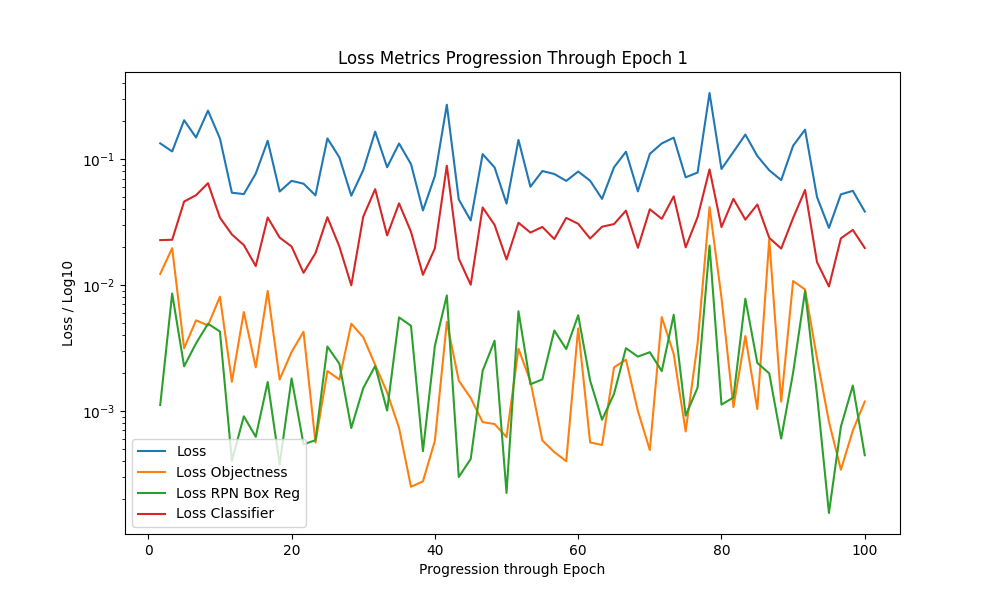 Loss Metrics Progression Through Epoch 1
Loss / Log10
10⁻¹
10⁻²
10⁻³
Loss
Loss Objectness
Loss RPN Box Reg
Loss Classifier
0 20 40 60 80 100
Progression through Epoch